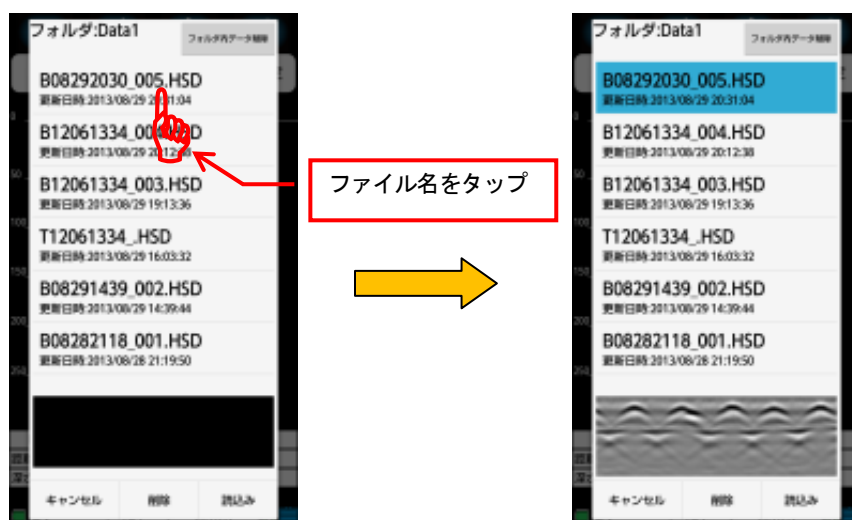 フォルダ:Data1
フォルダ内データ削除
B08292030_005.HSD
更新日時:2013/08/29 20:31:04
B12061334_004.HSD
更新日時:2013/08/29 20:12:38
B12061334_003.HSD
更新日時:2013/08/29 19:13:36
T12061334_.HSD
更新日時:2013/08/29 16:03:32
B08291439_002.HSD
更新日時:2013/08/29 14:39:44
B08282118_001.HSD
更新日時:2013/08/28 21:19:50
キャンセル 削除 読込み
ファイル名をタップ
フォルダ:Data1
フォルダ内データ削除
B08292030_005.HSD
更新日時:2013/08/29 20:31:04
B12061334_004.HSD
更新日時:2013/08/29 20:12:38
B12061334_003.HSD
更新日時:2013/08/29 19:13:36
T12061334_.HSD
更新日時:2013/08/29 16:03:32
B08291439_002.HSD
更新日時:2013/08/29 14:39:44
B08282118_001.HSD
更新日時:2013/08/28 21:19:50
キャンセル 削除 読込み